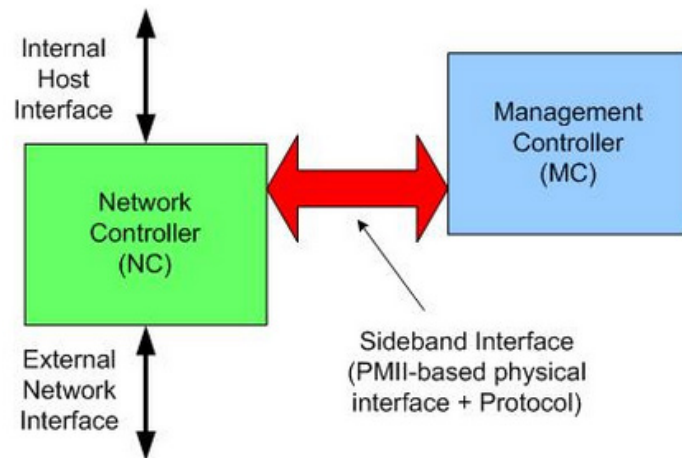 Internal
Host
Interface
Management
Controller
(MC)
Network
Controller
(NC)
External
Network
Interface
Sideband Interface
(PMII-based physical
interface + Protocol)